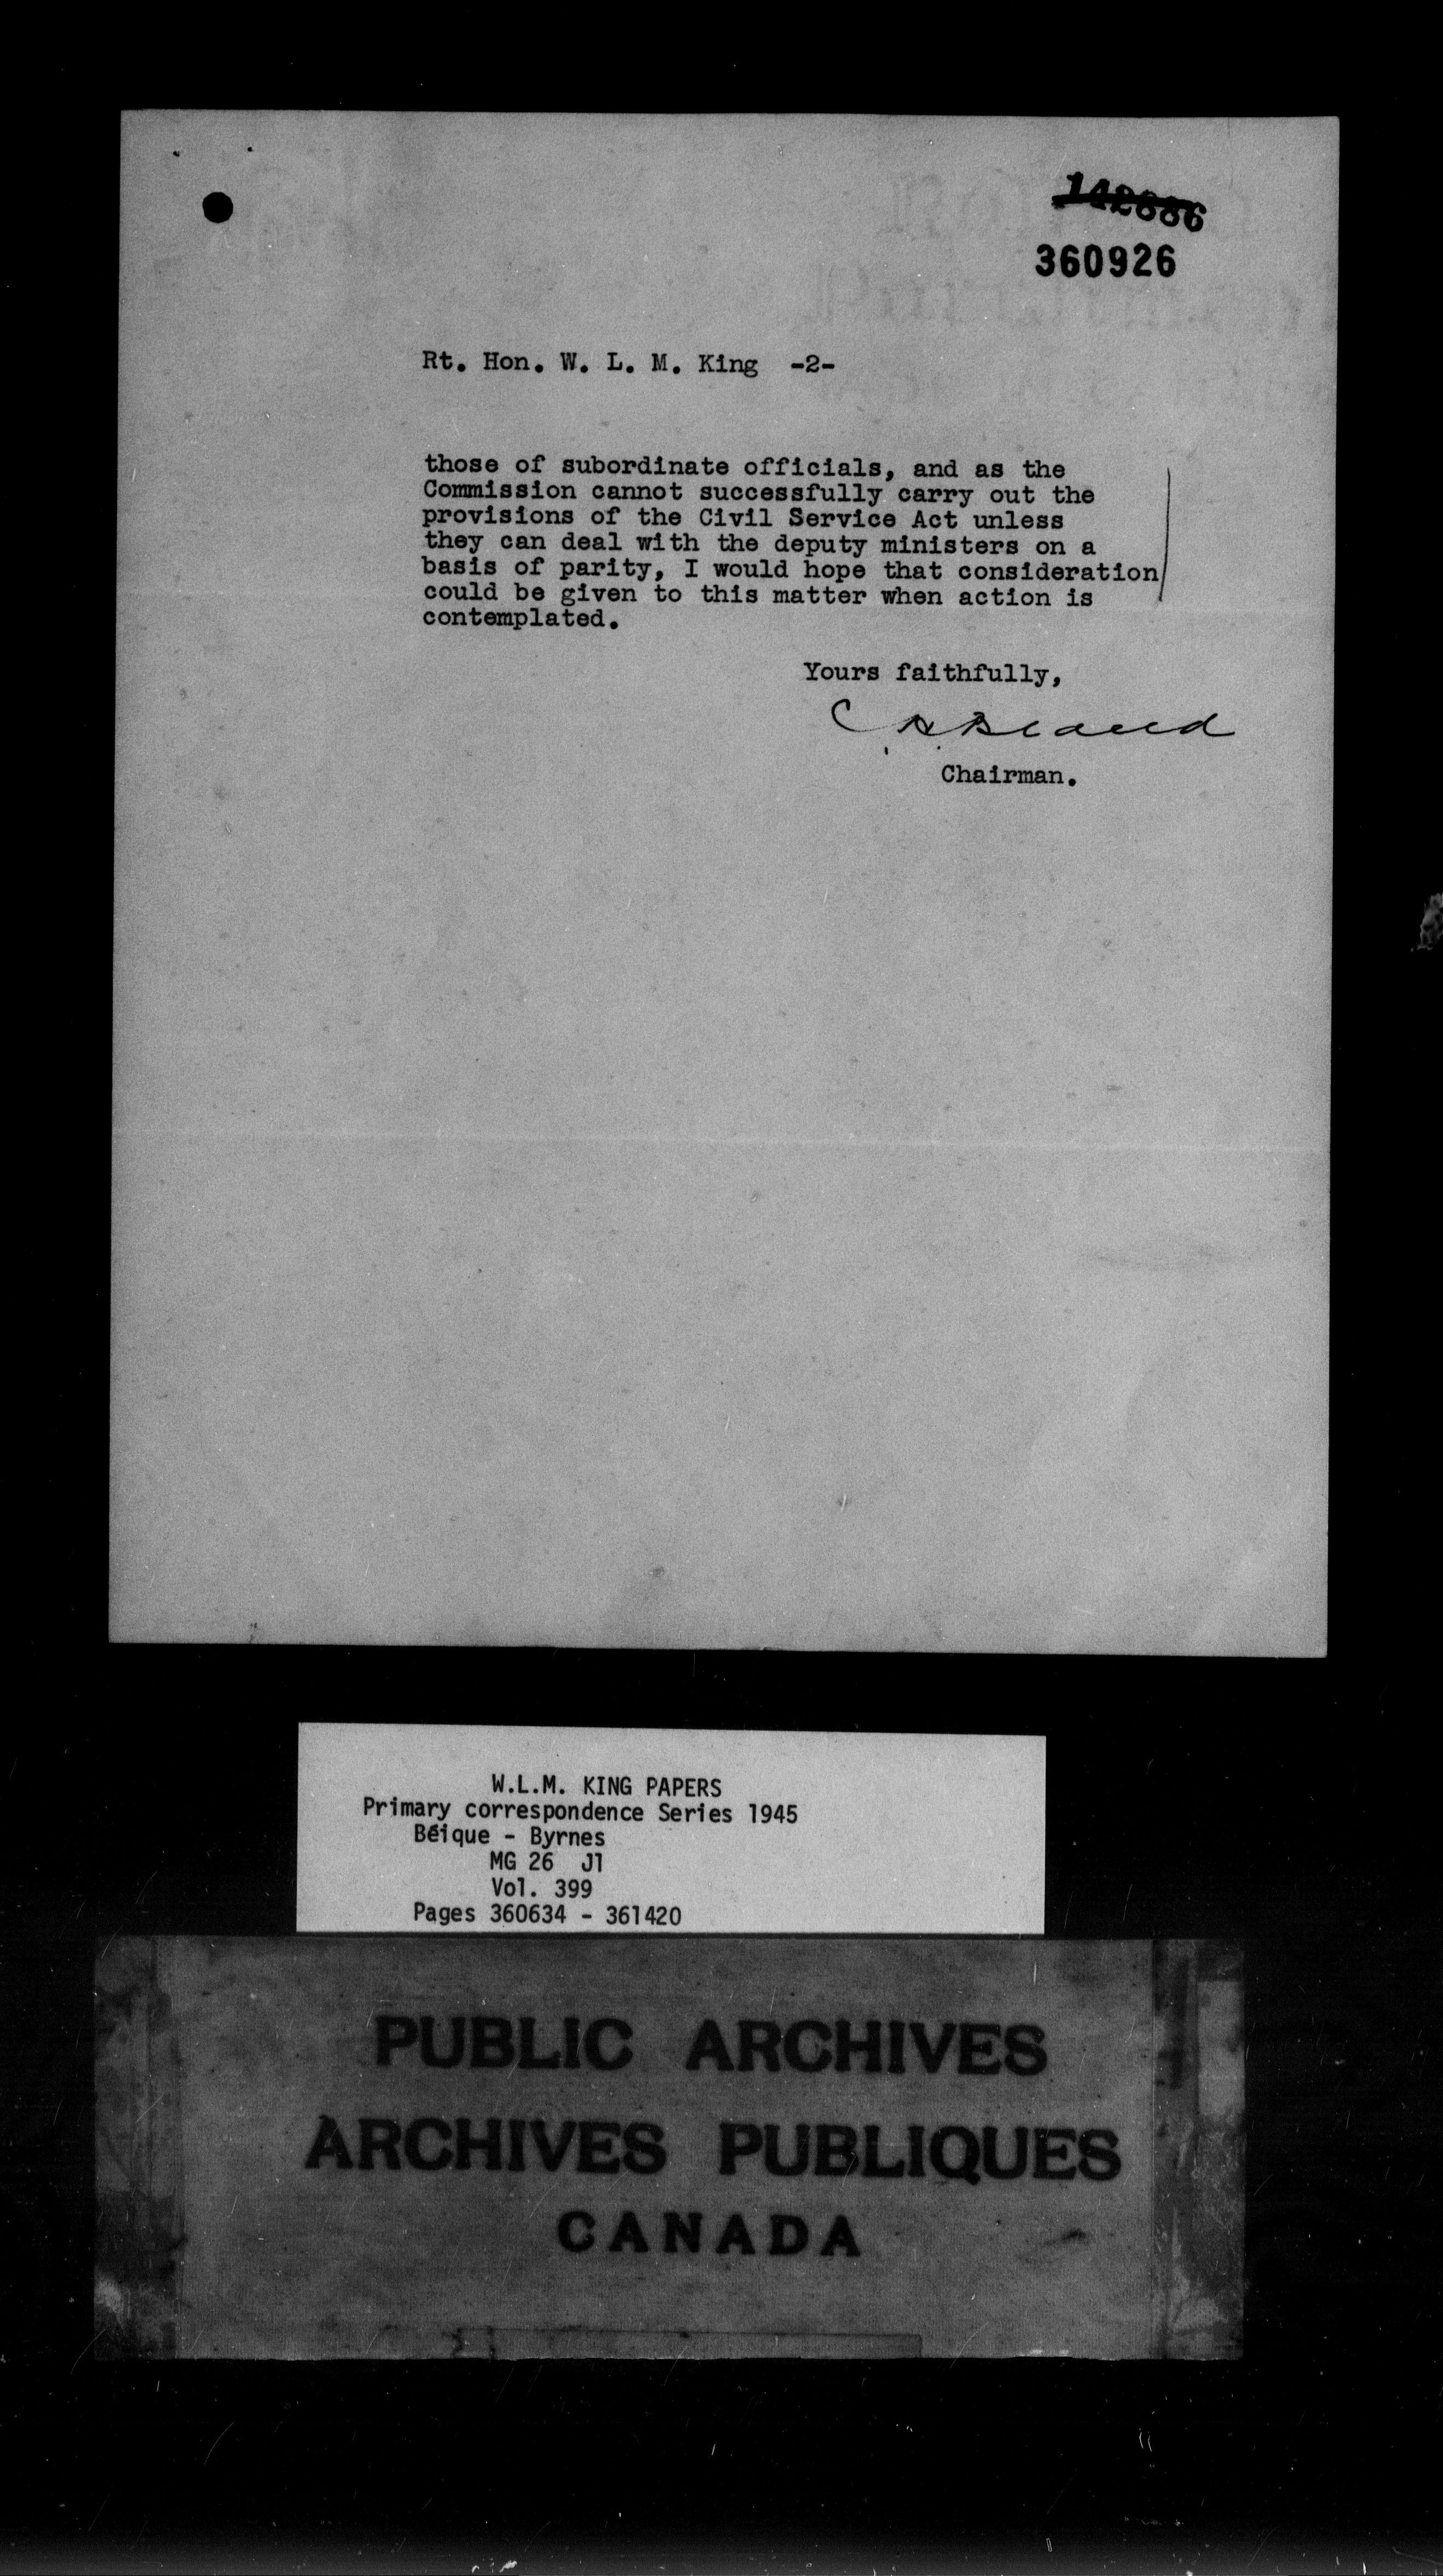 142886
360926
Rt. Hon. W. L. M. King -2-
those of subordinate officials, and as the
Commission cannot successfully carry out the
provisions of the Civil Service Act unless
they can deal with the deputy ministers on a
basis of parity, I would hope that consideration
could be given to this matter when action is
contemplated.
Yours faithfully,
C. H. Bland
Chairman.
W.L.M. KING PAPERS
Primary correspondence Series 1945
Béique - Byrnes
MG 26 J1
Vol. 399
Pages 360634 - 361420
PUBLIC ARCHIVES
ARCHIVES PUBLIQUES
CANADA